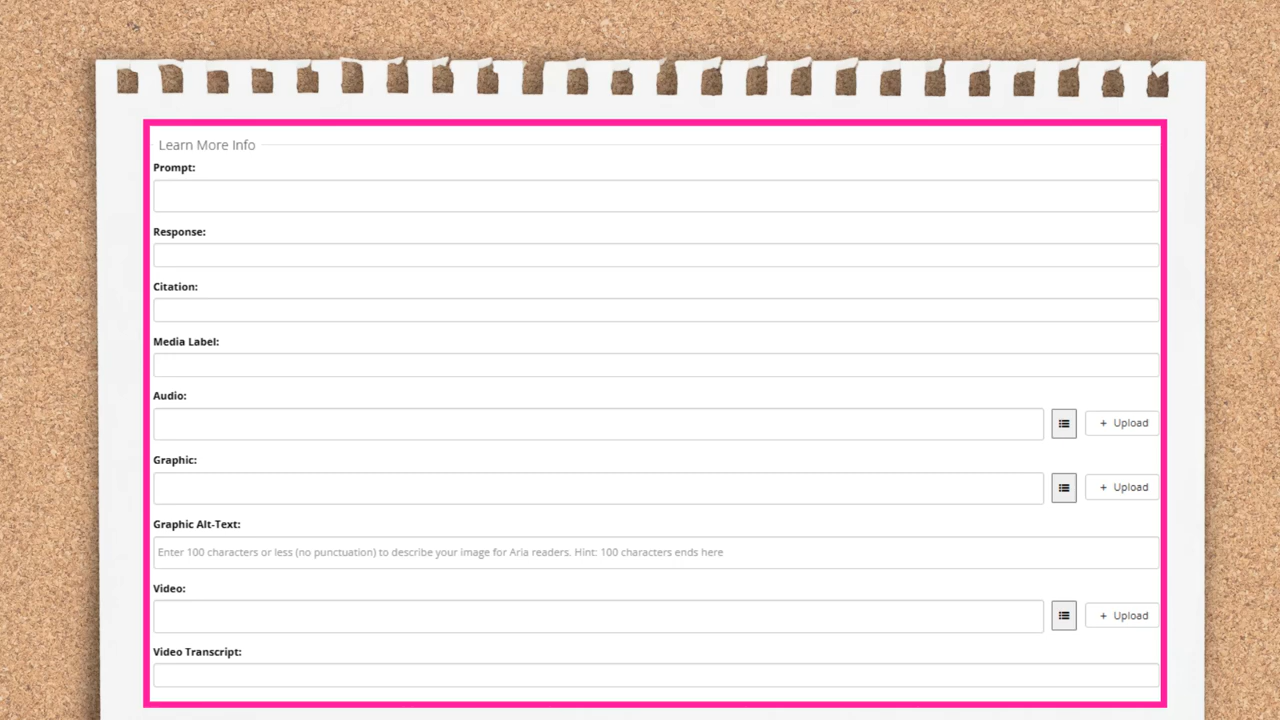 Learn More Info
Prompt:
Response:
Citation:
Media Label:
Audio:
+ Upload
Graphic:
+ Upload
Graphic Alt-Text:
Enter 100 characters or less (no punctuation) to describe your image for Aria readers. Hint: 100 characters ends here
Video:
+ Upload
Video Transcript: